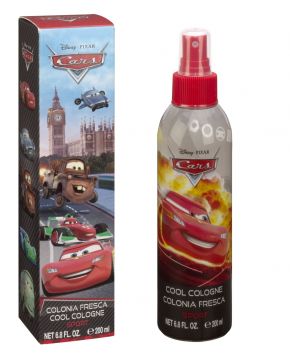 Disney · PIXAR
Cars
COLONIA FRESCA
COOL COLOGNE
SPORT
NET 6.8 FL. OZ. ℮ 200 ml
Disney · PIXAR
Cars
COOL COLOGNE
COLONIA FRESCA
SPORT
NET 6.8 FL. OZ. ℮ 200 ml